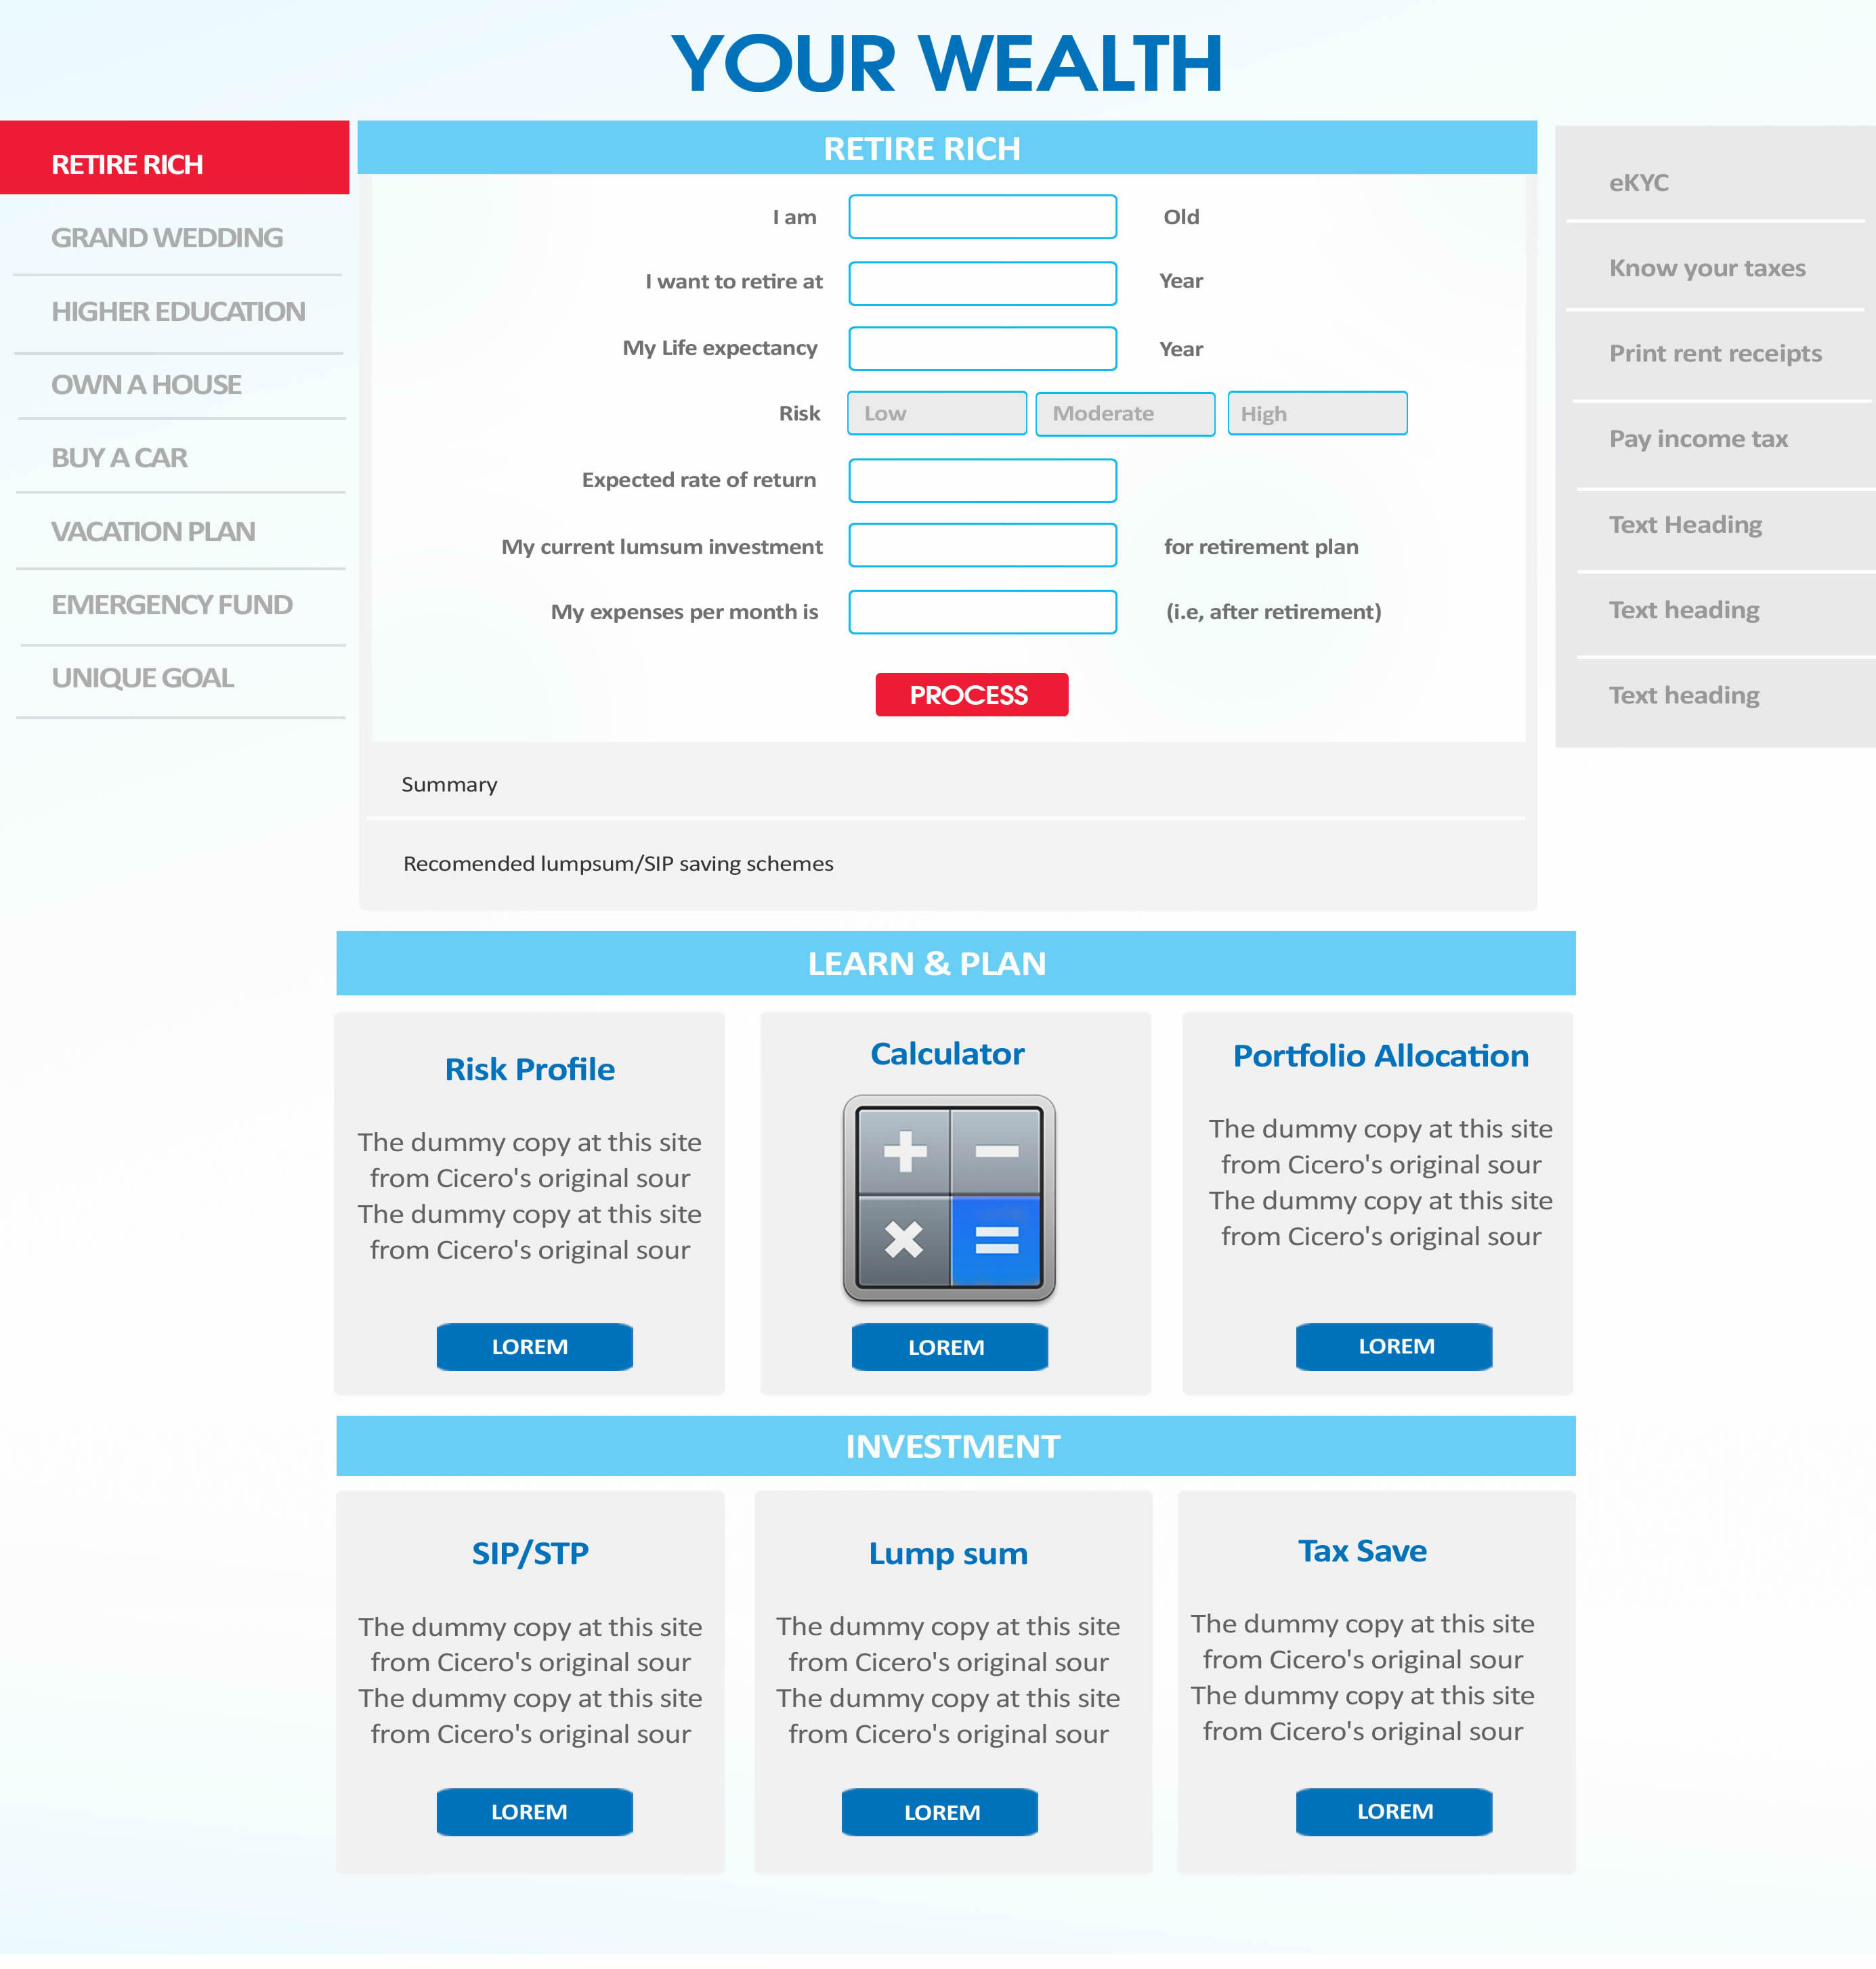 YOUR WEALTH
RETIRE RICH
GRAND WEDDING
HIGHER EDUCATION
OWN A HOUSE
BUY A CAR
VACATION PLAN
EMERGENCY FUND
UNIQUE GOAL
RETIRE RICH
I am Old
I want to retire at Year
My Life expectancy Year
Risk Low Moderate High
Expected rate of return
My current lumsum investment for retirement plan
My expenses per month is (i.e, after retirement)
PROCESS
Summary
Recomended lumpsum/SIP saving schemes
eKYC
Know your taxes
Print rent receipts
Pay income tax
Text Heading
Text heading
Text heading
LEARN & PLAN
Risk Profile
The dummy copy at this site
from Cicero's original sour
The dummy copy at this site
from Cicero's original sour
LOREM
Calculator
+ −
× =
LOREM
Portfolio Allocation
The dummy copy at this site
from Cicero's original sour
The dummy copy at this site
from Cicero's original sour
LOREM
INVESTMENT
SIP/STP
The dummy copy at this site
from Cicero's original sour
The dummy copy at this site
from Cicero's original sour
LOREM
Lump sum
The dummy copy at this site
from Cicero's original sour
The dummy copy at this site
from Cicero's original sour
LOREM
Tax Save
The dummy copy at this site
from Cicero's original sour
The dummy copy at this site
from Cicero's original sour
LOREM